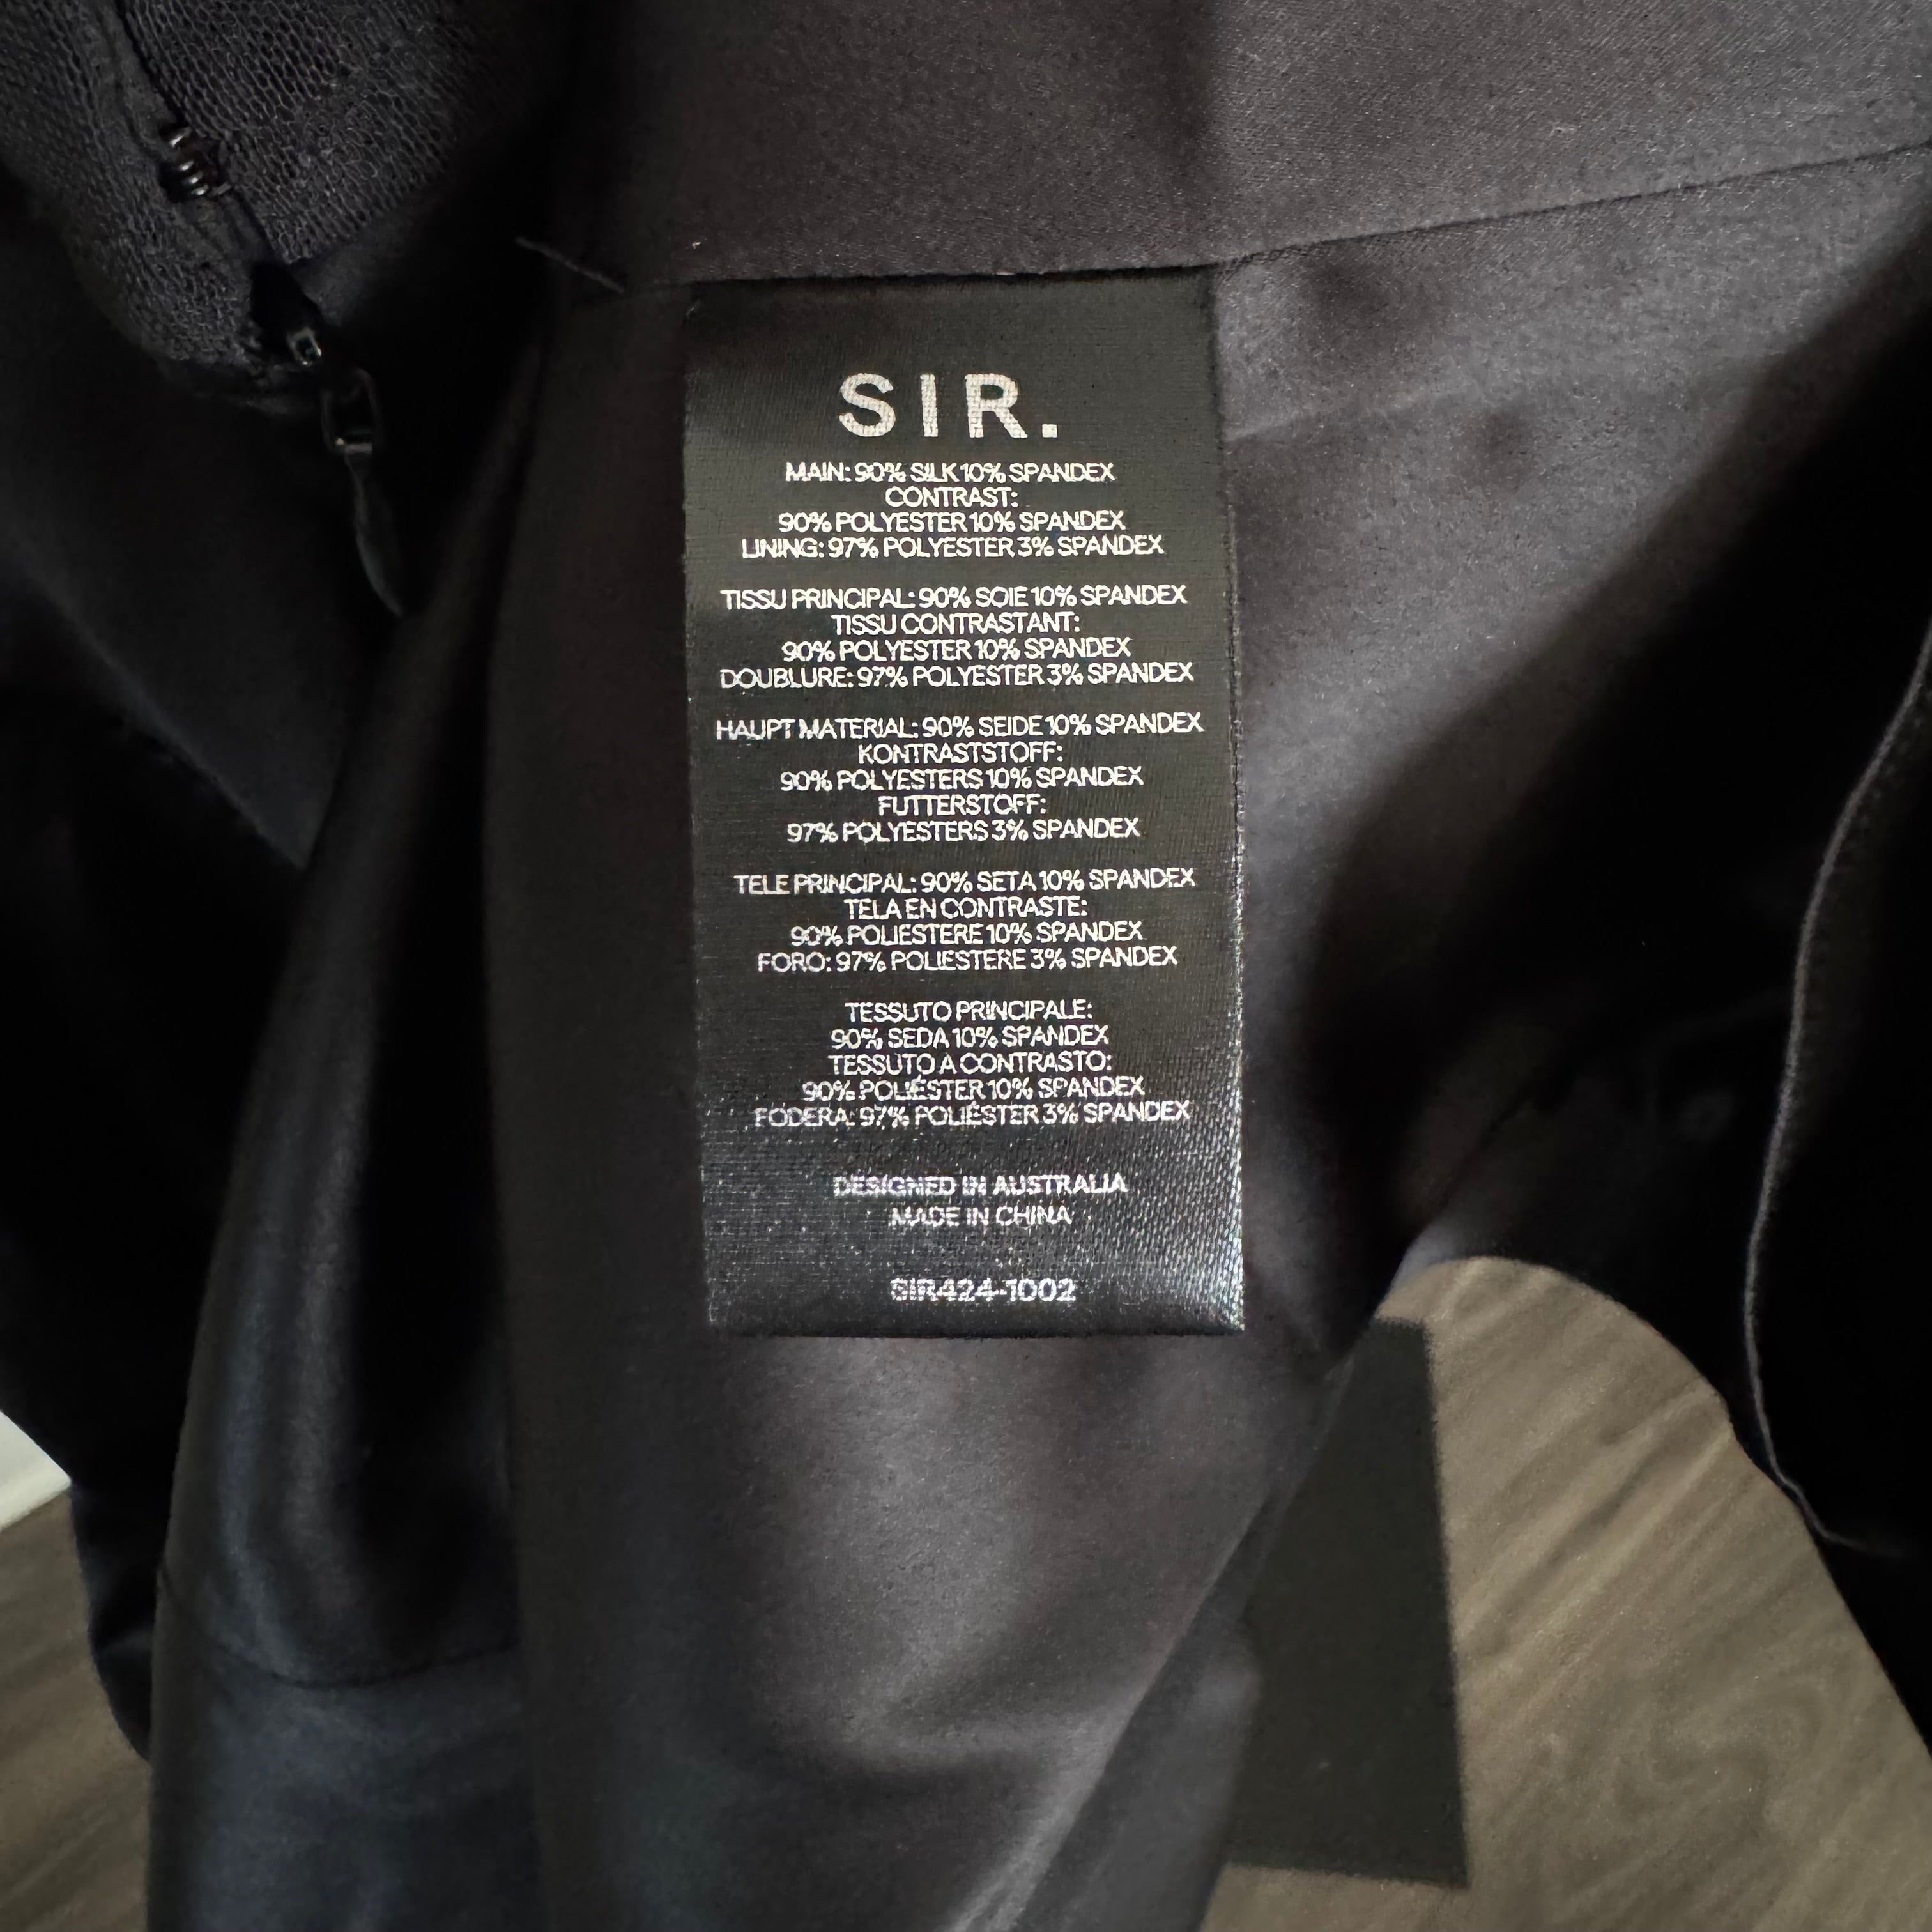 SIR.
MAIN: 90% SILK 10% SPANDEX
CONTRAST:
90% POLYESTER 10% SPANDEX
LINING: 97% POLYESTER 3% SPANDEX
TISSU PRINCIPAL: 90% SOIE 10% SPANDEX
TISSU CONTRASTANT:
90% POLYESTER 10% SPANDEX
DOUBLURE: 97% POLYESTER 3% SPANDEX
HAUPT MATERIAL: 90% SEIDE 10% SPANDEX
KONTRASTSTOFF:
90% POLYESTERS 10% SPANDEX
FUTTERSTOFF:
97% POLYESTERS 3% SPANDEX
TELE PRINCIPAL: 90% SETA 10% SPANDEX
TELA EN CONTRASTE:
90% POLIESTERE 10% SPANDEX
FORO: 97% POLIESTERE 3% SPANDEX
TESSUTO PRINCIPALE:
90% SEDA 10% SPANDEX
TESSUTO A CONTRASTO:
90% POLIÉSTER 10% SPANDEX
FODERA: 97% POLIÉSTER 3% SPANDEX
DESIGNED IN AUSTRALIA
MADE IN CHINA
SIR424-1002